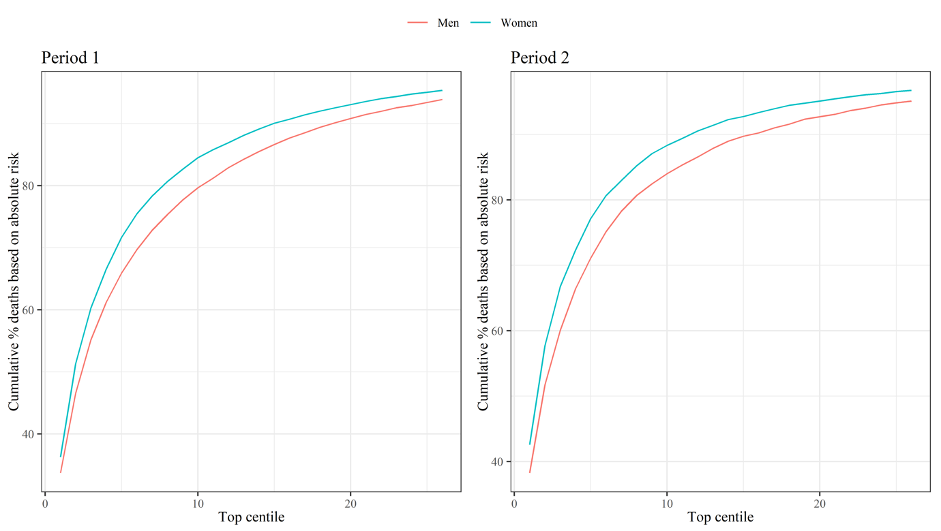 Men Women
Period 1
Cumulative % deaths based on absolute risk
80
60
40
0 10 20
Top centile
Period 2
Cumulative % deaths based on absolute risk
80
60
40
0 10 20
Top centile